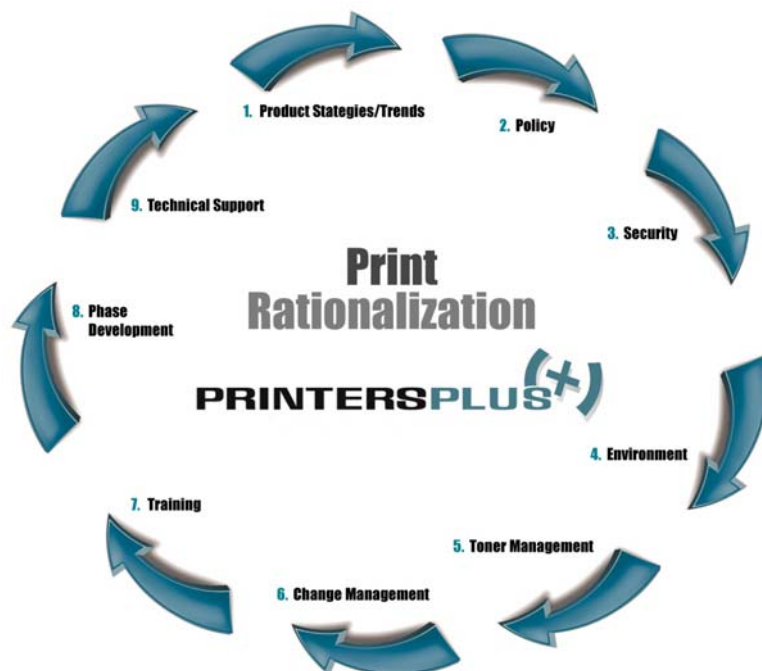 1. Product Stategies/Trends
2. Policy
9. Technical Support
3. Security
Print
Rationalization
8. Phase
Development
PRINTERSPLUS(+)
4. Environment
7. Training
5. Toner Management
6. Change Management